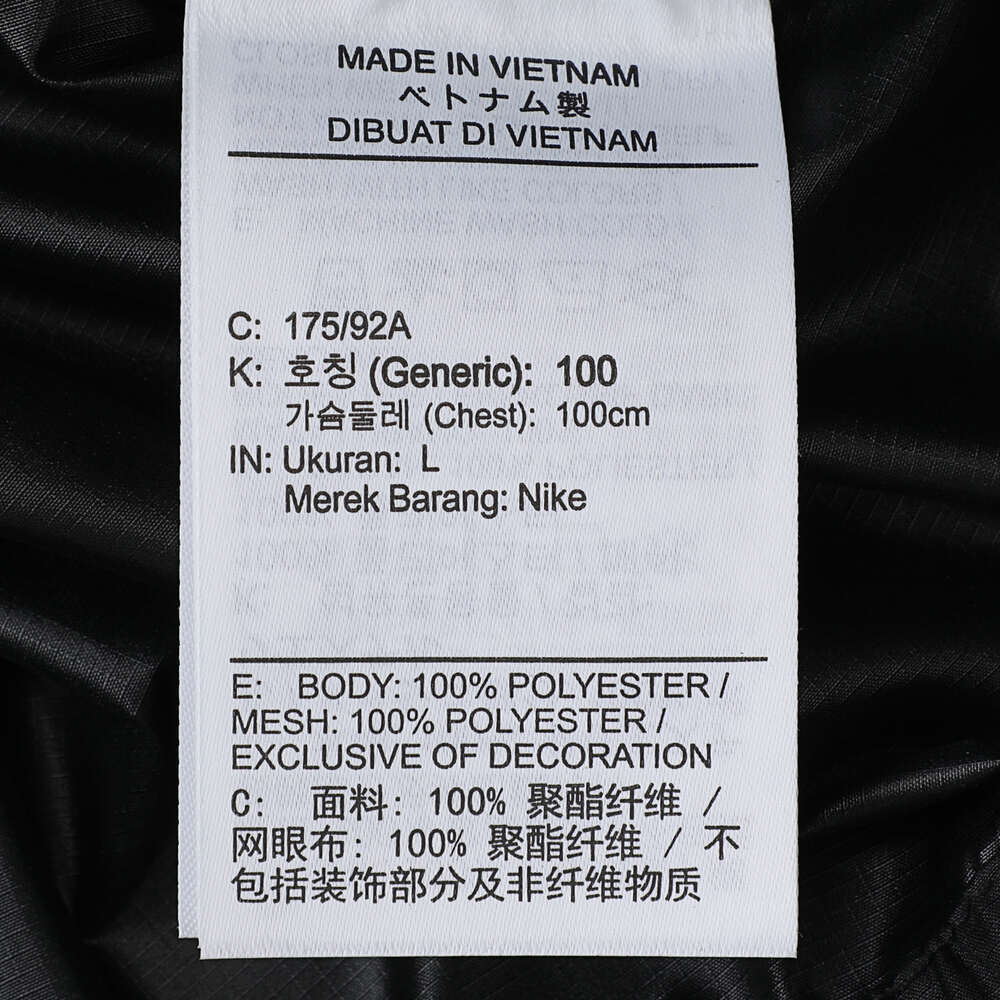 MADE IN VIETNAM
ベトナム製
DIBUAT DI VIETNAM
C: 175/92A
K: 호칭 (Generic): 100
가슴둘레 (Chest): 100cm
IN: Ukuran: L
Merek Barang: Nike
E: BODY: 100% POLYESTER /
MESH: 100% POLYESTER /
EXCLUSIVE OF DECORATION
C: 面料: 100% 聚酯纤维 /
网眼布: 100% 聚酯纤维 / 不
包括装饰部分及非纤维物质